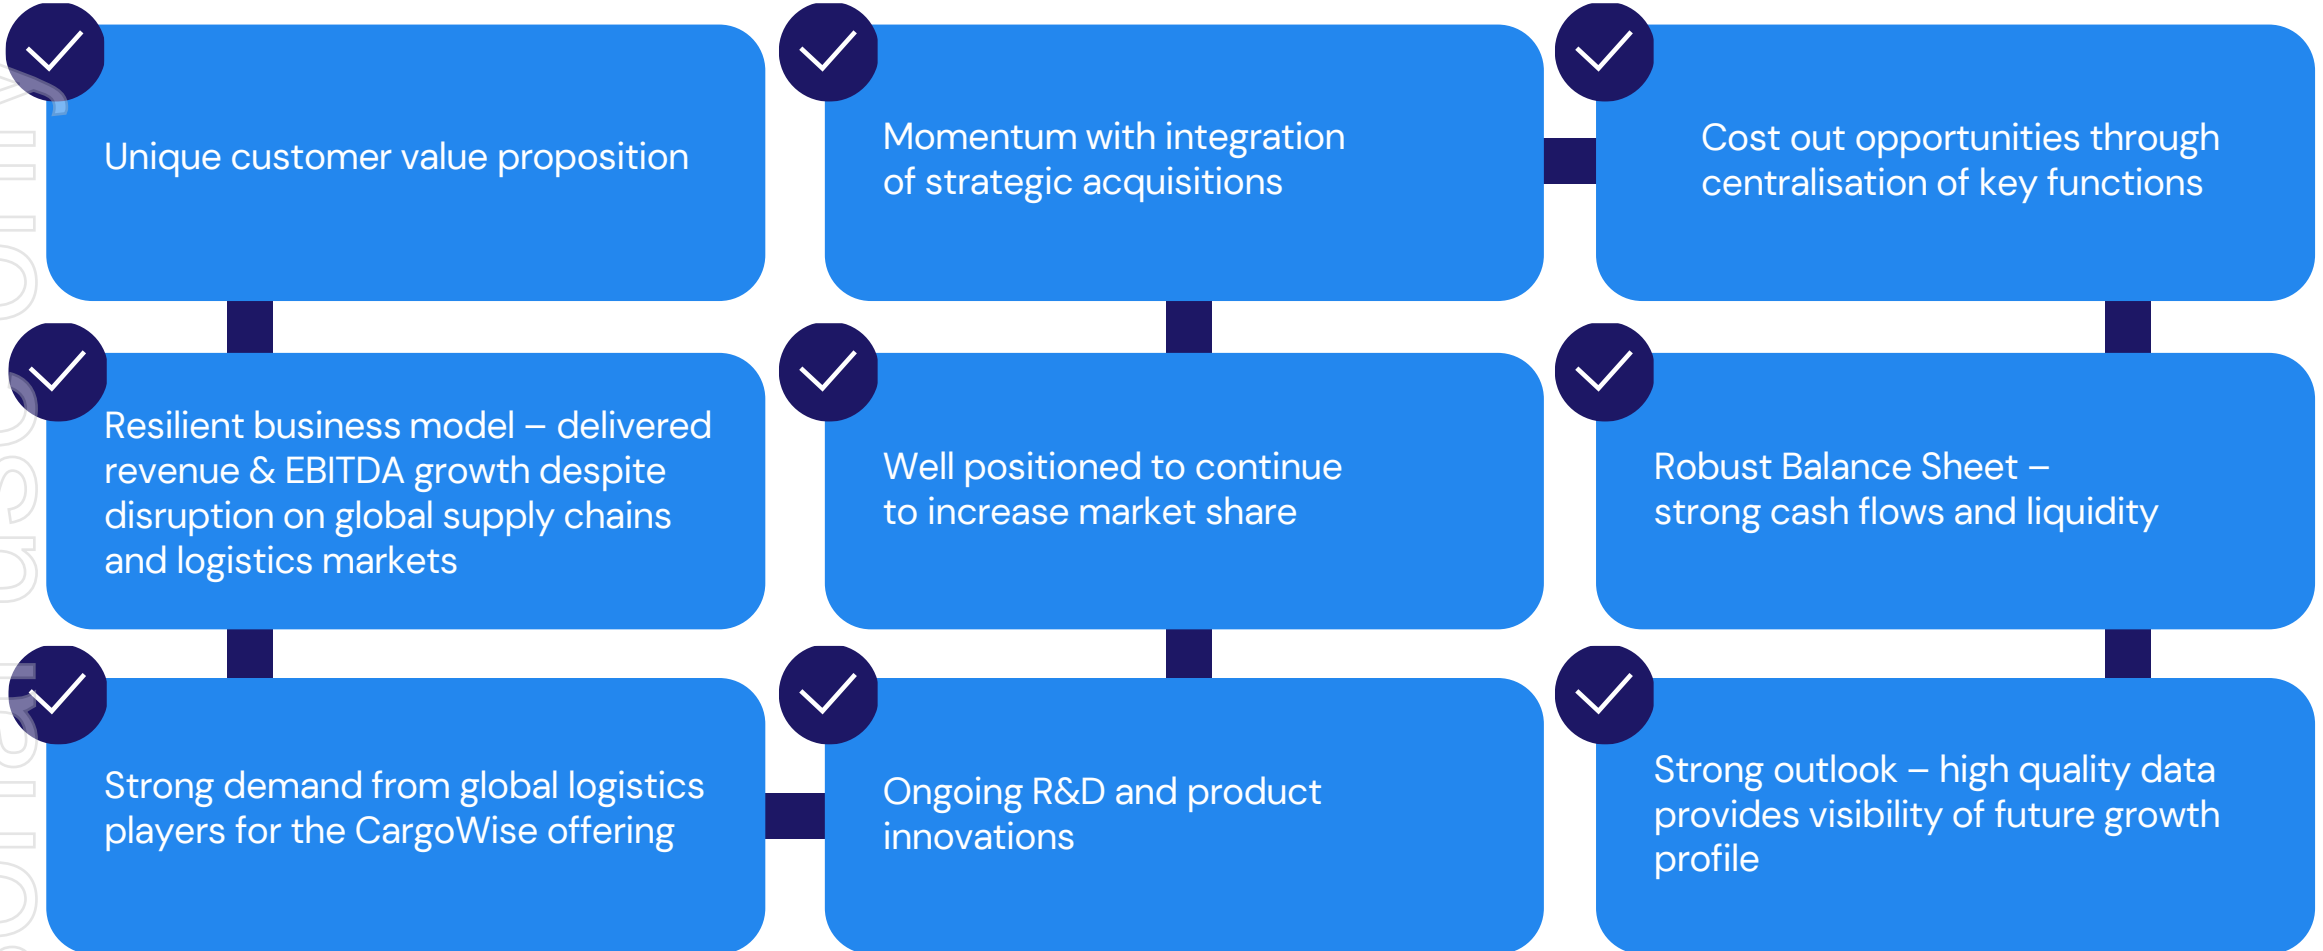 Unique customer value proposition
Momentum with integration
of strategic acquisitions
Cost out opportunities through
centralisation of key functions
Resilient business model – delivered
revenue & EBITDA growth despite
disruption on global supply chains
and logistics markets
Well positioned to continue
to increase market share
Robust Balance Sheet –
strong cash flows and liquidity
Strong demand from global logistics
players for the CargoWise offering
Ongoing R&D and product
innovations
Strong outlook – high quality data
provides visibility of future growth
profile